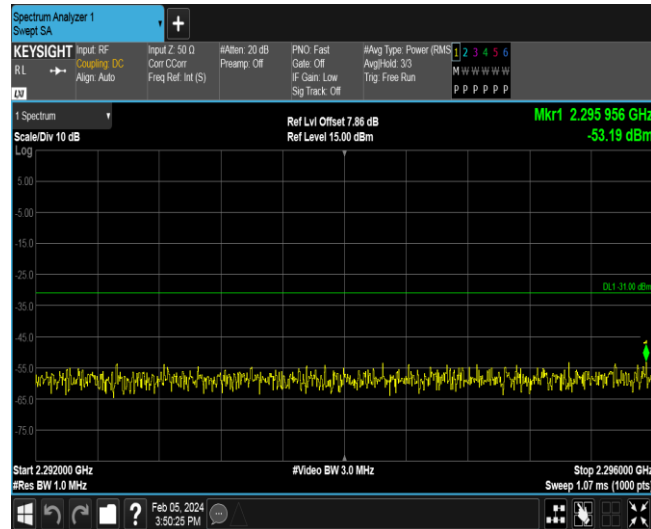 Spectrum Analyzer 1
Swept SA
+
KEYSIGHT Input: RF Input Z: 50 Ω #Atten: 20 dB PNO: Fast #Avg Type: Power (RMS 1 2 3 4 5 6
RL Coupling: DC Corr CCorr Preamp: Off Gate: Off Avg|Hold: 3/3 M W W W W W
Align: Auto Freq Ref: Int (S) IF Gain: Low Trig: Free Run
LXI Sig Track: Off P P P P P P
1 Spectrum Ref Lvl Offset 7.86 dB Mkr1 2.295 956 GHz
Scale/Div 10 dB Ref Level 15.00 dBm -53.19 dBm
Log
5.00
-5.00
-15.0
-25.0
DL1 -31.00 dBm
-35.0
-45.0
1
-55.0
-65.0
-75.0
Start 2.292000 GHz #Video BW 3.0 MHz Stop 2.296000 GHz
#Res BW 1.0 MHz Sweep 1.07 ms (1000 pts)
? Feb 05, 2024
3:50:25 PM